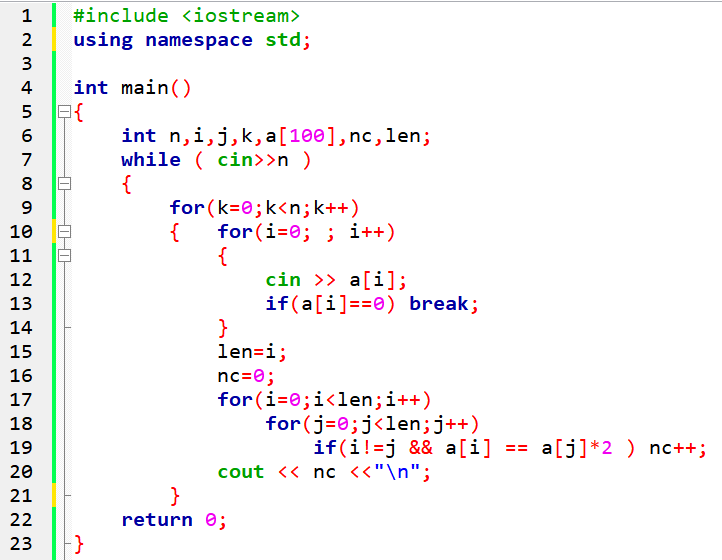 1 #include <iostream>
2 using namespace std;
3
4 int main()
5 {
6 int n,i,j,k,a[100],nc,len;
7 while ( cin>>n )
8 {
9 for(k=0;k<n;k++)
10 { for(i=0; ; i++)
11 {
12 cin >> a[i];
13 if(a[i]==0) break;
14 }
15 len=i;
16 nc=0;
17 for(i=0;i<len;i++)
18 for(j=0;j<len;j++)
19 if(i!=j && a[i] == a[j]*2 ) nc++;
20 cout << nc <<"\n";
21 }
22 return 0;
23 }